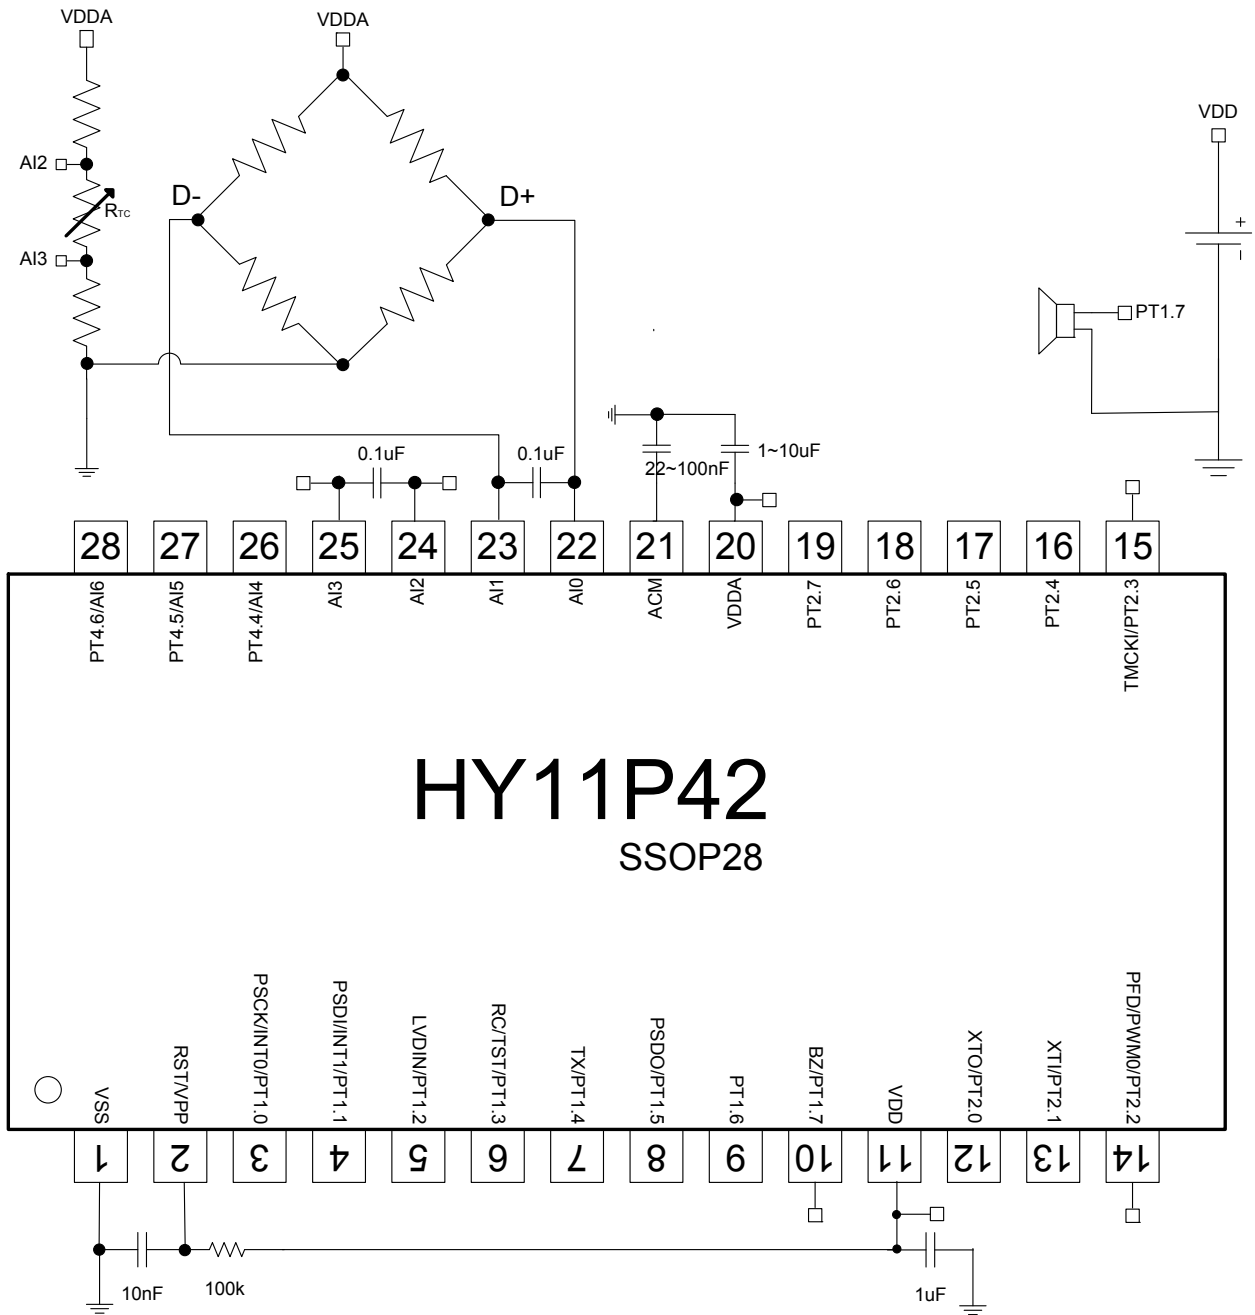 VDDA
VDDA
VDD
AI2
RTC
D-
D+
AI3
+
-
PT1.7
0.1uF
0.1uF
22~100nF
1~10uF
28
27
26
25
24
23
22
21
20
19
18
17
16
15
PT4.6/AI6
PT4.5/AI5
PT4.4/AI4
AI3
AI2
AI1
AI0
ACM
VDDA
PT2.7
PT2.6
PT2.5
PT2.4
TMCKI/PT2.3
HY11P42
SSOP28
VSS
RST/VPP
PSCK/INT0/PT1.0
PSDI/INT1/PT1.1
LVDIN/PT1.2
RC/TST/PT1.3
TX/PT1.4
PSDO/PT1.5
PT1.6
BZ/PT1.7
VDD
XTO/PT2.0
XTI/PT2.1
PFD/PWM0/PT2.2
1
2
3
4
5
6
7
8
9
10
11
12
13
14
10nF
100k
1uF